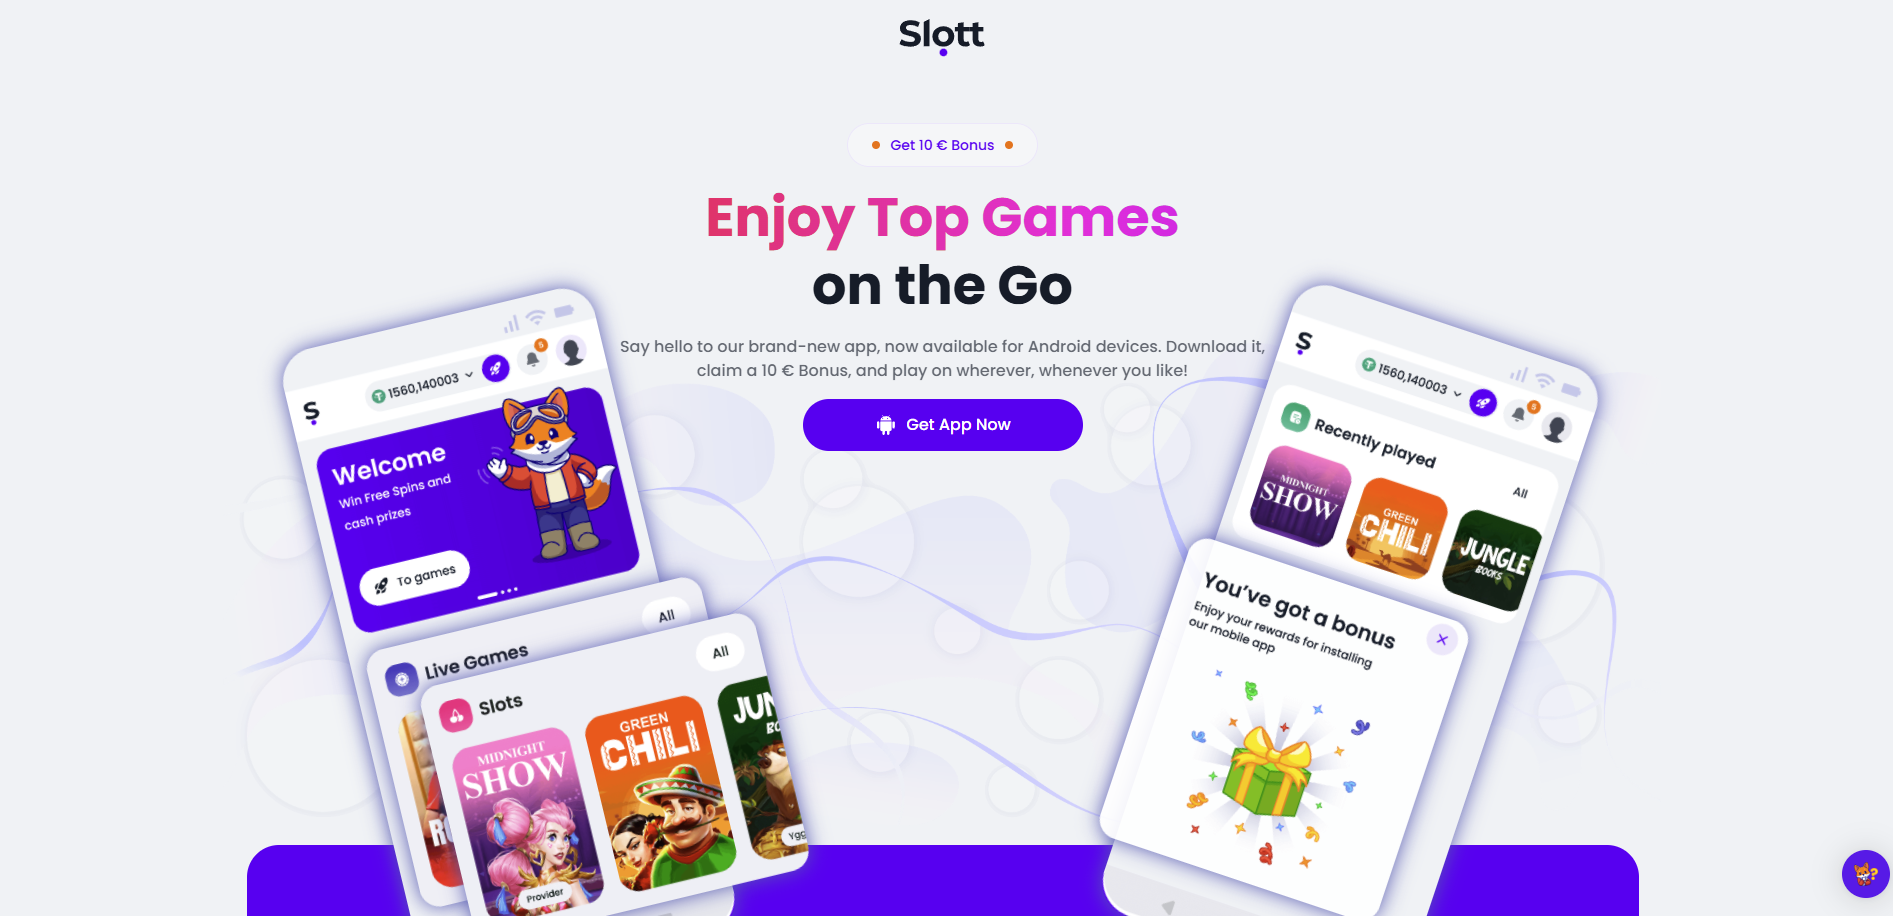 Slott
Get 10 € Bonus
Enjoy Top Games
on the Go
Say hello to our brand-new app, now available for Android devices. Download it,
claim a 10 € Bonus, and play on wherever, whenever you like!
Get App Now
S
1560,140003
5
Welcome
Win Free Spins and
cash prizes
To games
All
Live Games
All
Slots
MIDNIGHT
SHOW
Provider
GREEN
CHILI
S
1560,140003
5
Recently played
All
MIDNIGHT
SHOW
GREEN
CHILI
JUNGLE
BOOKS
You've got a bonus
Enjoy your rewards for installing
our mobile app
?